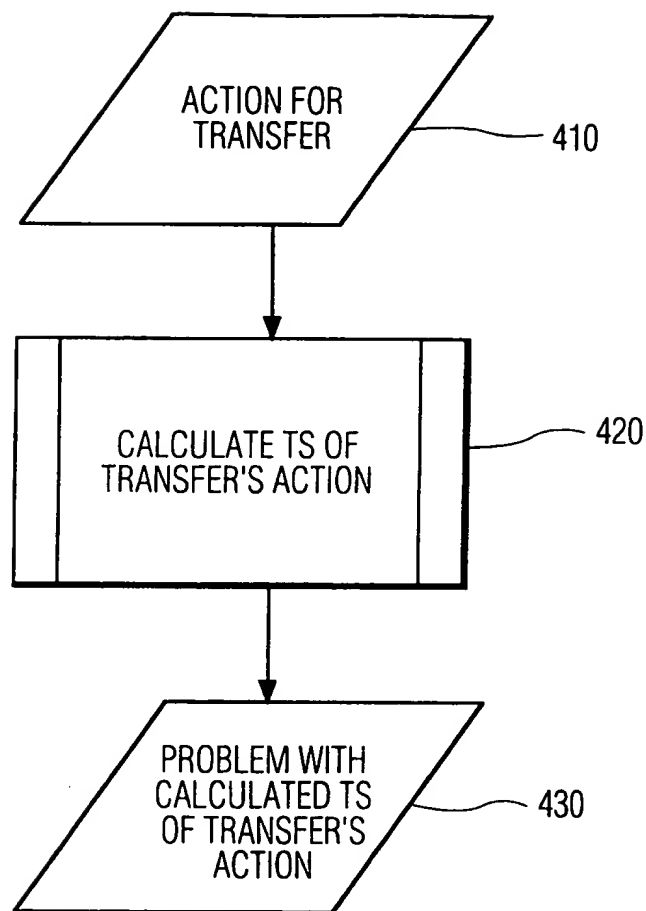 ACTION FOR
TRANSFER
410
CALCULATE TS OF
TRANSFER'S ACTION
420
PROBLEM WITH
CALCULATED TS
OF TRANSFER'S
ACTION
430